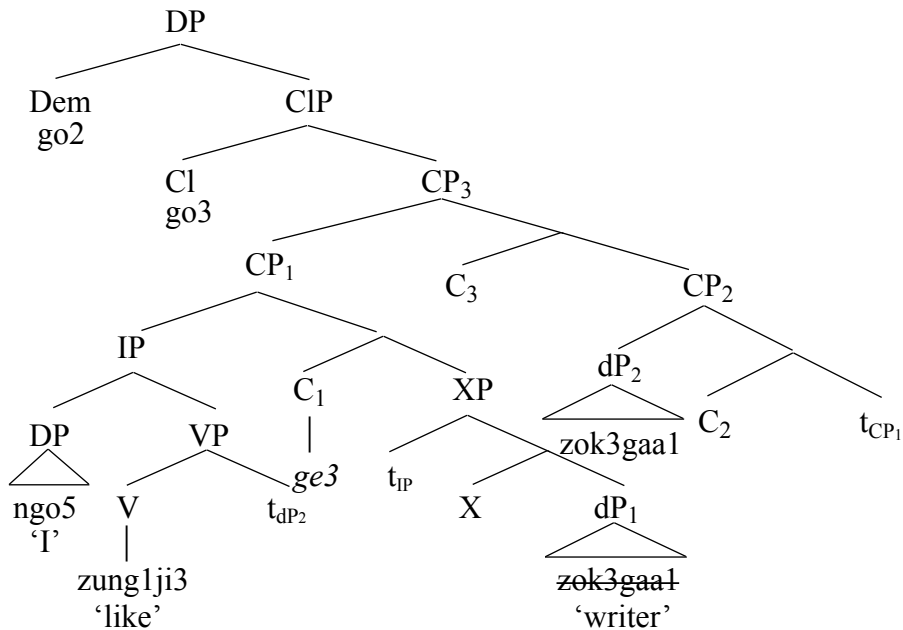 DP
Dem
ClP
go2
Cl
CP3
go3
CP1
C3
CP2
IP
C1
XP
dP2
C2
tCP1
DP
VP
ge3
tIP
zok3gaa1
ngo5
V
tdP2
X
dP1
‘I’
zung1ji3
zok3gaa1
‘like’
‘writer’